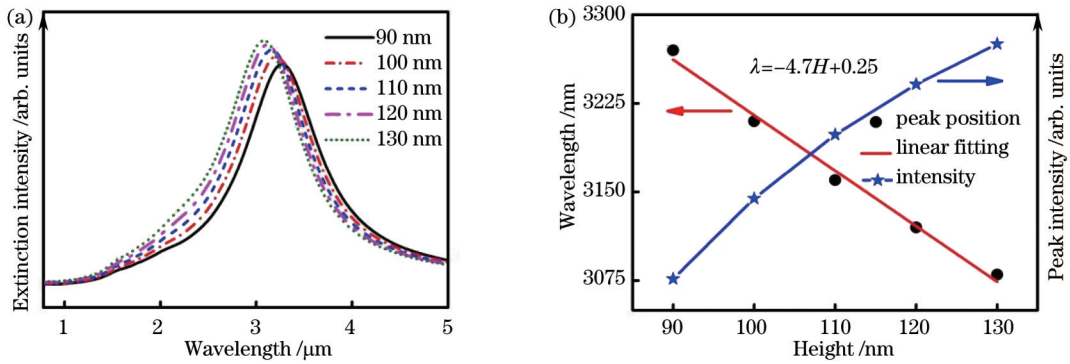 (a)
Extinction intensity /arb. units
90 nm
100 nm
110 nm
120 nm
130 nm
1 2 3 4 5
Wavelength /μm
(b)
Wavelength/nm
3300
3225
3150
3075
λ=-4.7H+0.25
peak position
linear fitting
intensity
Peak intensity /arb. units
90 100 110 120 130
Height /nm